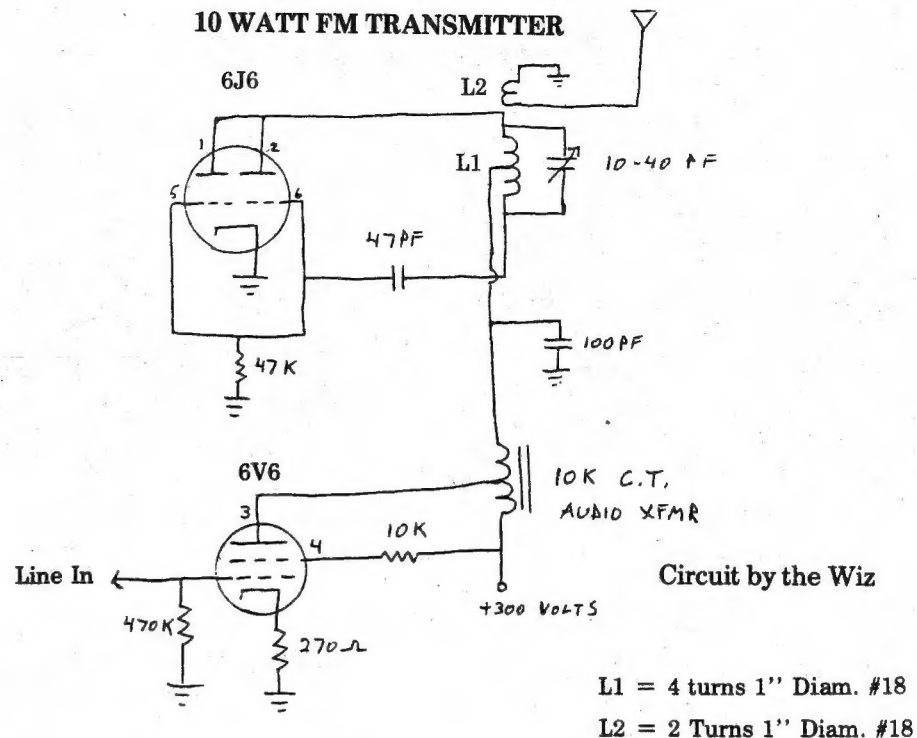 10 WATT FM TRANSMITTER
6J6
L2
1
2
L1
10-40 PF
5
6
47PF
47K
100PF
6V6
3
10K C.T.
AUDIO XFMR
10K
4
Line In
Circuit by the Wiz
+300 VOLTS
470K
270Ω
L1 = 4 turns 1'' Diam. #18
L2 = 2 Turns 1'' Diam. #18